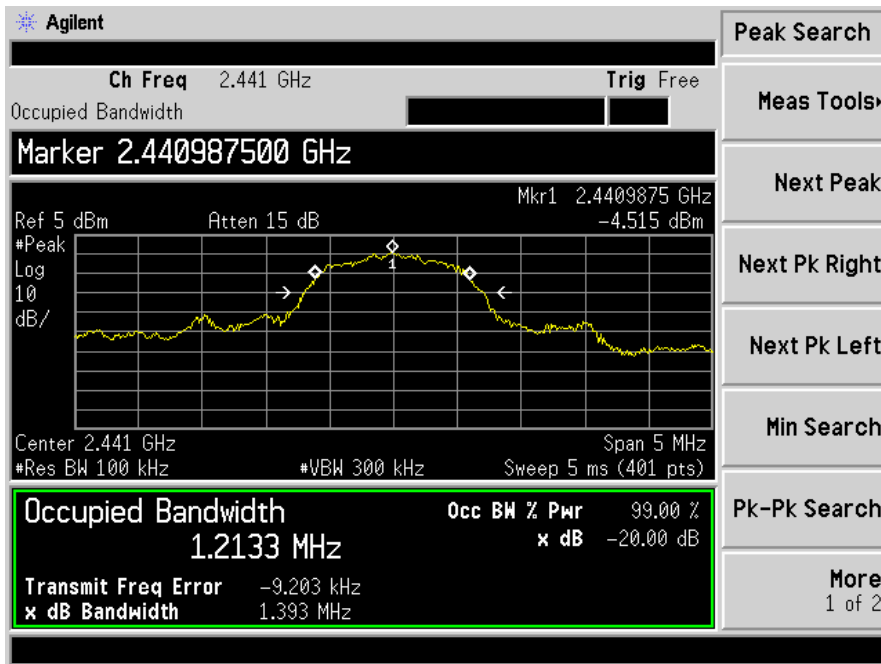 Agilent
Peak Search
Ch Freq 2.441 GHz Trig Free
Occupied Bandwidth
Meas Tools
Marker 2.440987500 GHz
Next Peak
Mkr1 2.4409875 GHz
Ref 5 dBm Atten 15 dB -4.515 dBm
#Peak
Log
10
dB/
1
Next Pk Right
Next Pk Left
Min Search
Center 2.441 GHz Span 5 MHz
#Res BW 100 kHz #VBW 300 kHz Sweep 5 ms (401 pts)
Occupied Bandwidth Occ BW % Pwr 99.00 %
1.2133 MHz x dB -20.00 dB
Pk-Pk Search
Transmit Freq Error -9.203 kHz
x dB Bandwidth 1.393 MHz
More
1 of 2